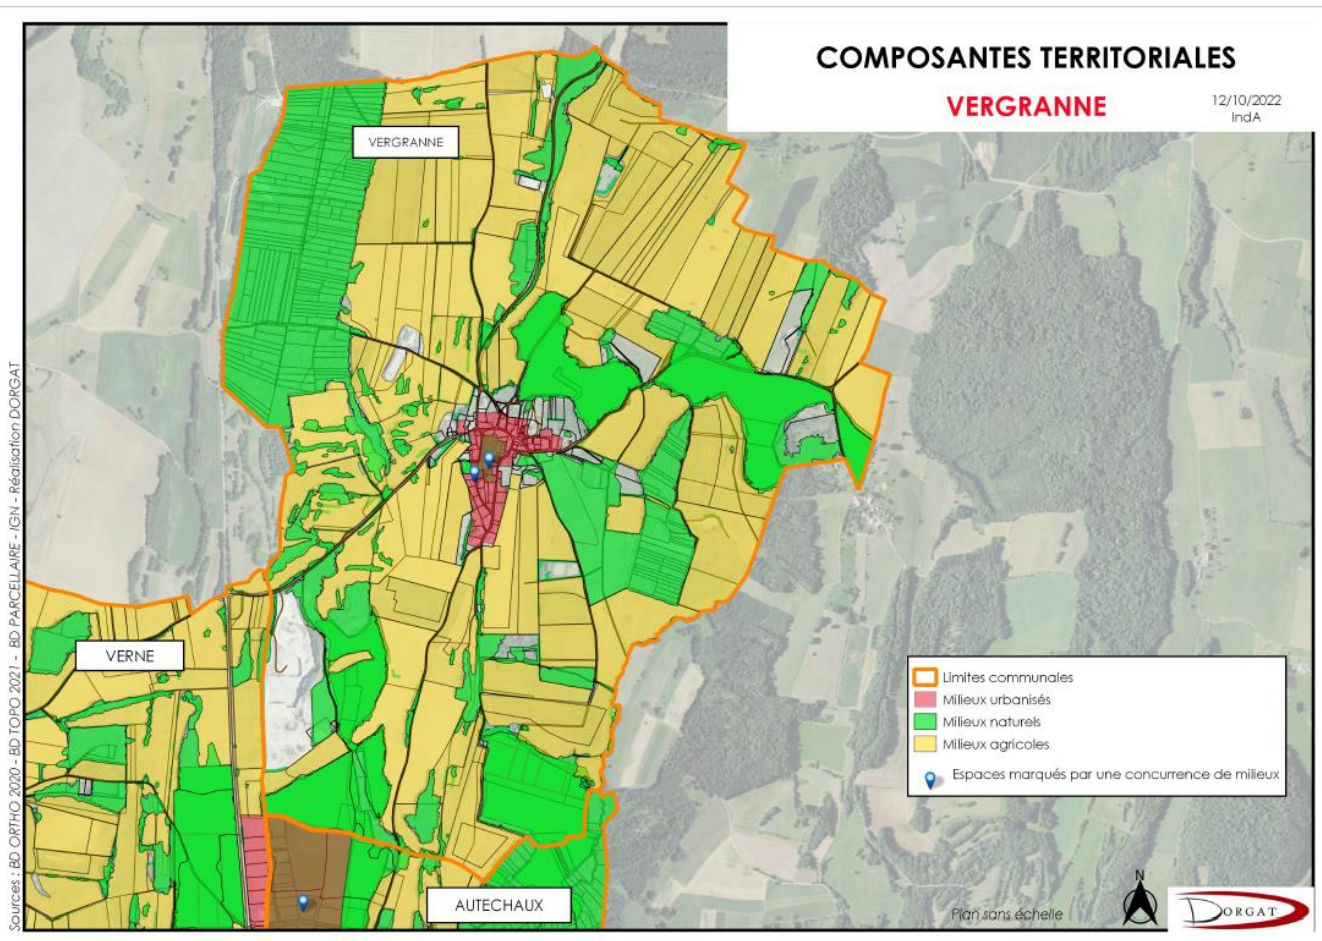 COMPOSANTES TERRITORIALES
VERGRANNE
12/10/2022
IndA
VERGRANNE
VERNE
AUTECHAUX
Limites communales
Milieux urbanisés
Milieux naturels
Milieux agricoles
Espaces marqués par une concurrence de milieux
N
Plan sans échelle
DORGAT
Sources : BD ORTHO 2020 - BD TOPO 2021 - BD PARCELLAIRE - IGN - Réalisation DORGAT